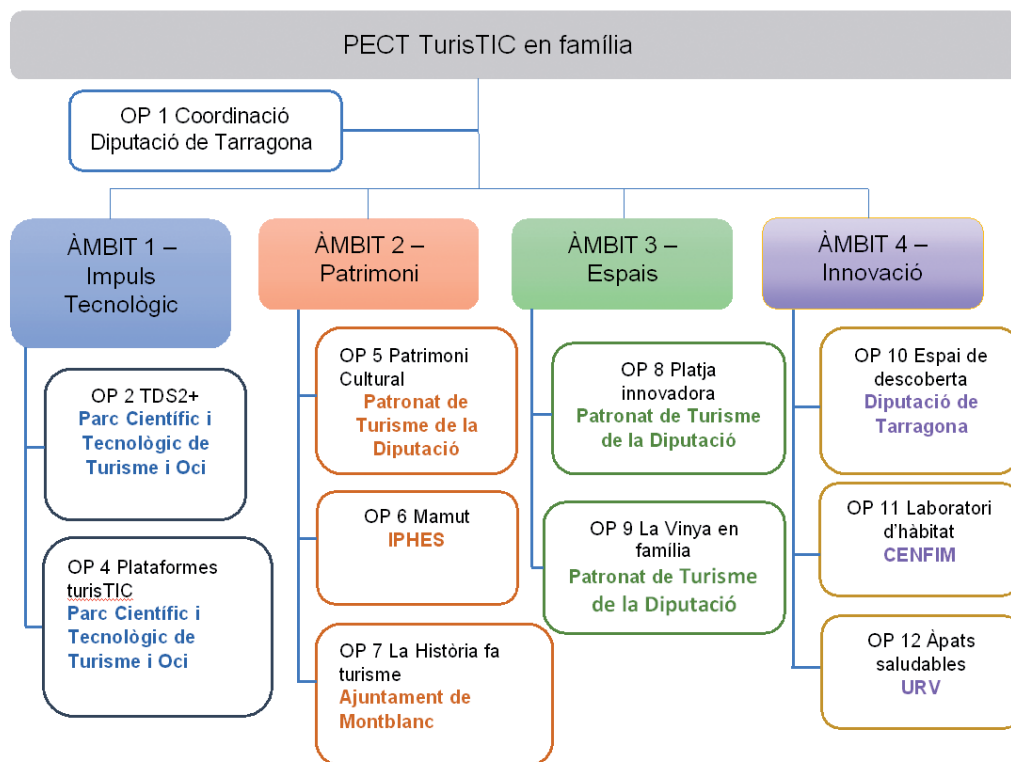 PECT TurisTIC en família
OP 1 Coordinació
Diputació de Tarragona
ÀMBIT 1 –
Impuls
Tecnològic
OP 2 TDS2+
Parc Científic i
Tecnològic de
Turisme i Oci
OP 4 Plataformes
turisTIC
Parc Científic i
Tecnològic de
Turisme i Oci
ÀMBIT 2 –
Patrimoni
OP 5 Patrimoni
Cultural
Patronat de
Turisme de la
Diputació
OP 6 Mamut
IPHES
OP 7 La Història fa
turisme
Ajuntament de
Montblanc
ÀMBIT 3 –
Espais
OP 8 Platja
innovadora
Patronat de Turisme
de la Diputació
OP 9 La Vinya en
família
Patronat de Turisme
de la Diputació
ÀMBIT 4 –
Innovació
OP 10 Espai de
descoberta
Diputació de
Tarragona
OP 11 Laboratori
d’hàbitat
CENFIM
OP 12 Àpats
saludables
URV